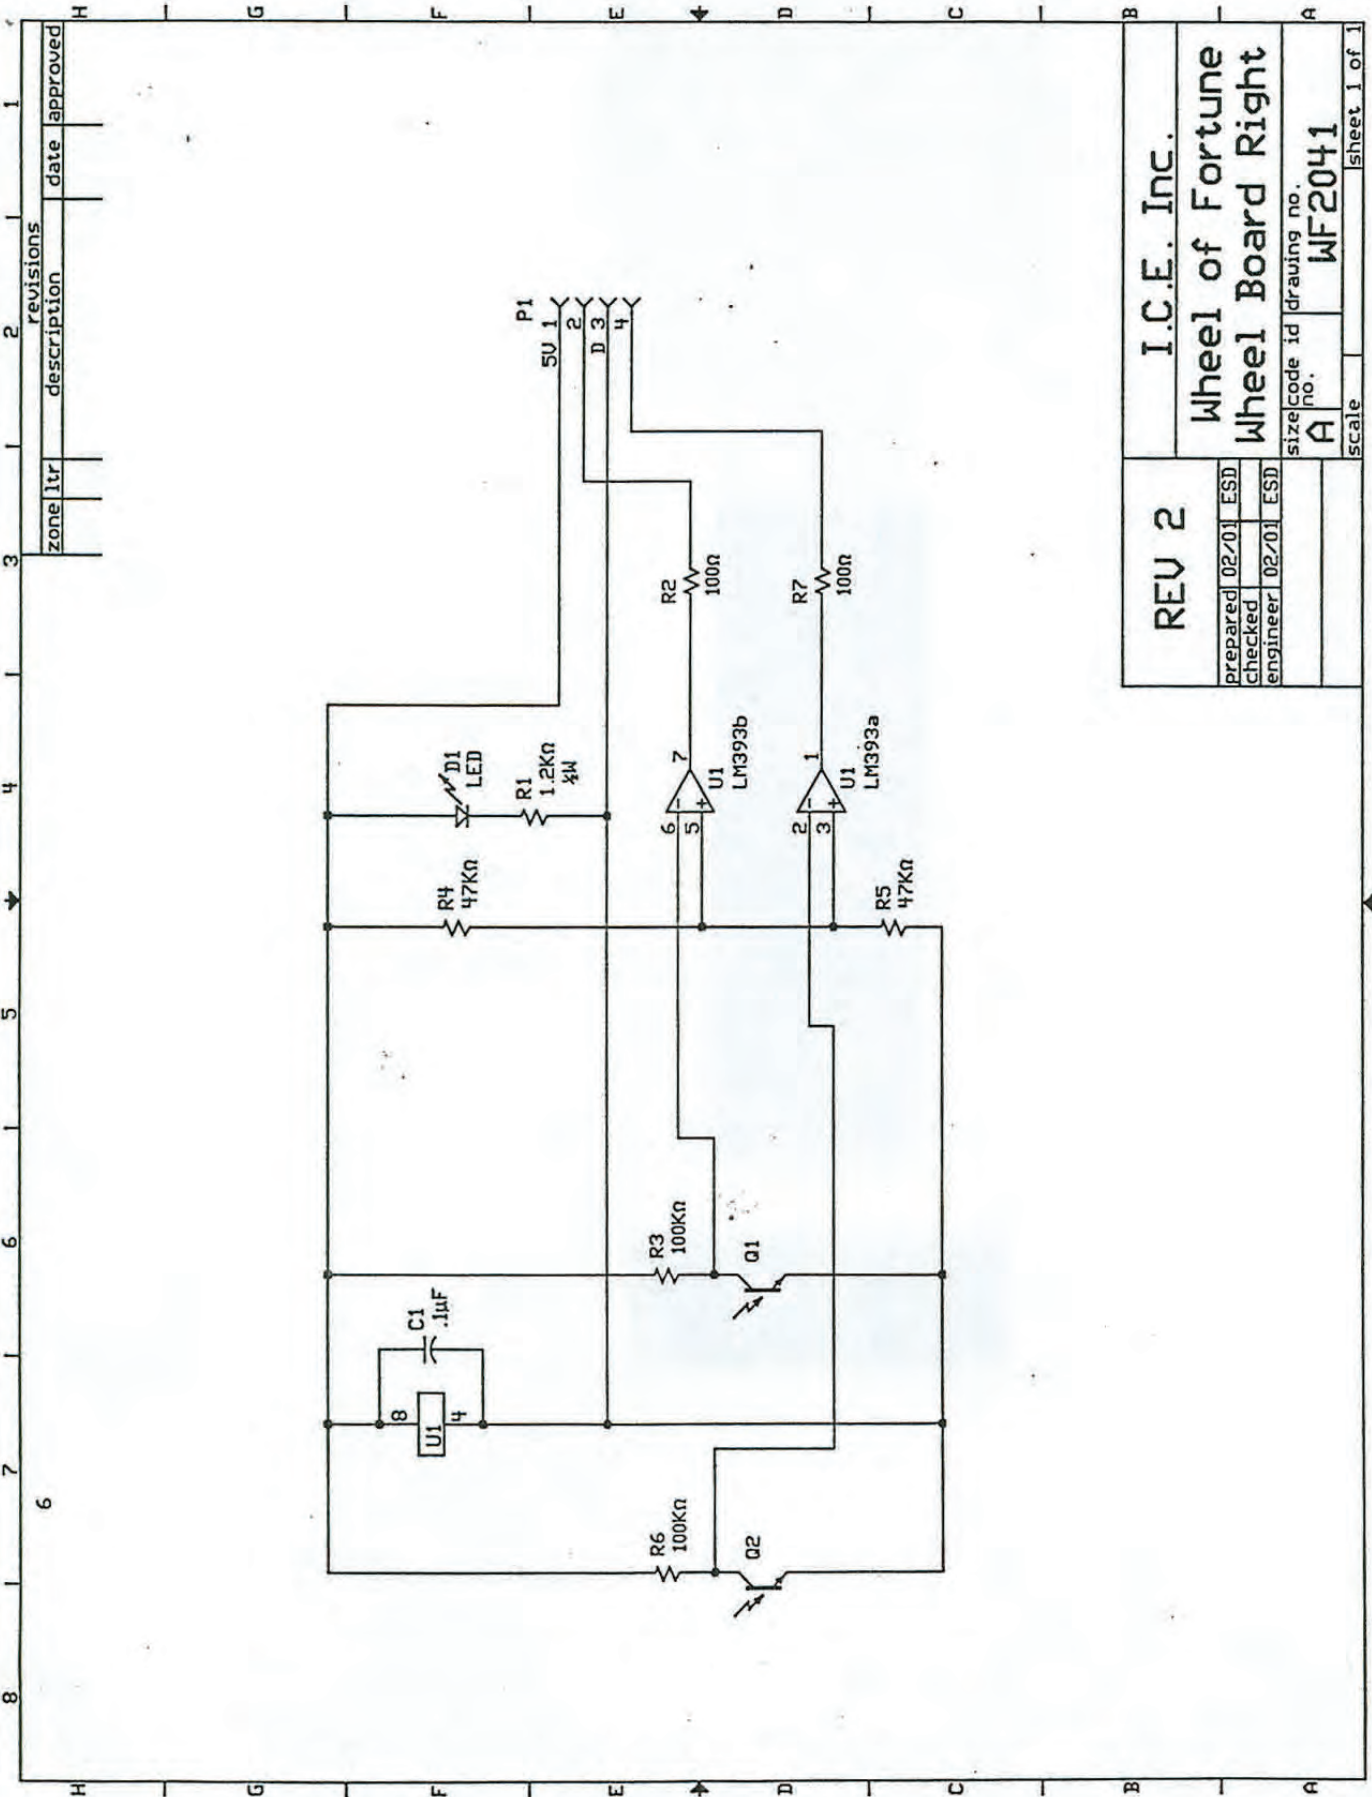 8
7
6
5
4
3
2
1
H
G
F
E
D
C
B
A
H
G
F
E
D
C
B
A
6
revisions
zone ltr description date approved
U1
8
4
C1
.1µF
R4
47KΩ
D1
LED
R1
1.2KΩ
¼W
P1
5V 1
2
D 3
4
R6
100KΩ
Q2
R3
100KΩ
Q1
6
5
7
U1
LM393b
R2
100Ω
2
3
1
U1
LM393a
R7
100Ω
R5
47KΩ
REV 2
prepared 02/01 ESD
checked
engineer 02/01 ESD
I.C.E. Inc.
Wheel of Fortune
Wheel Board Right
size
A
code id
no.
drawing no.
WF2041
scale
sheet 1 of 1